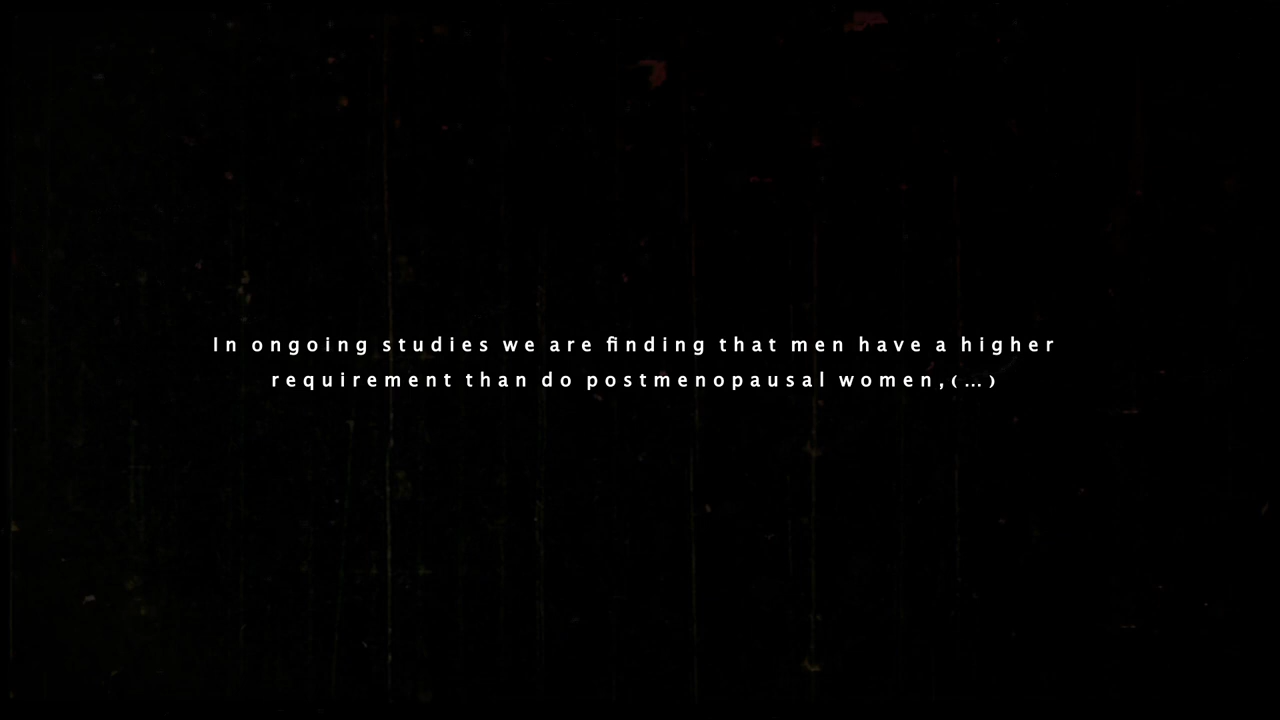 In ongoing studies we are finding that men have a higher
requirement than do postmenopausal women,(...)